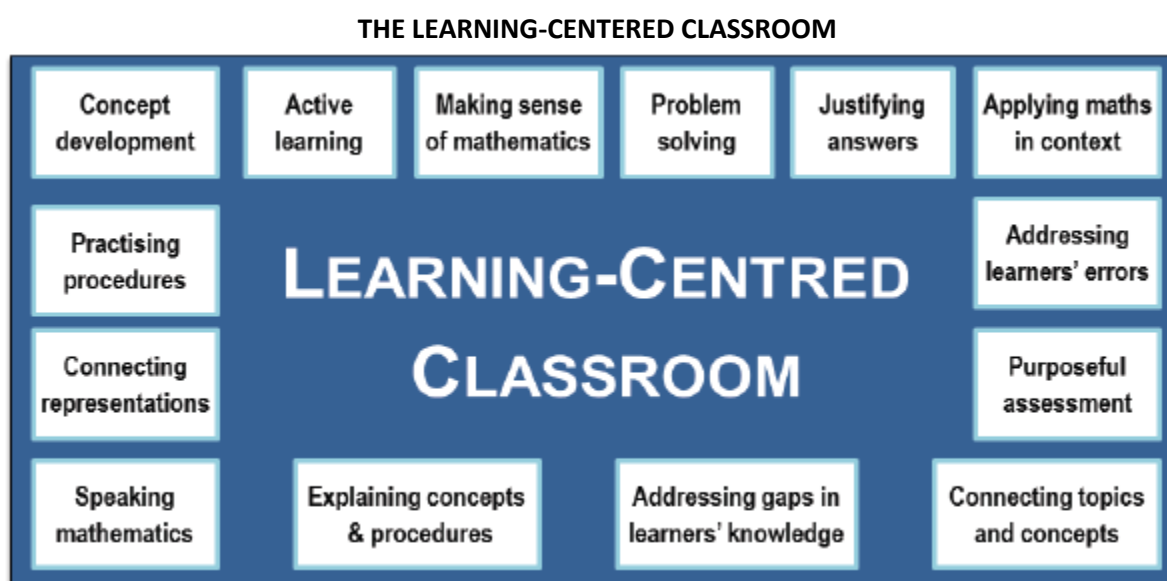 THE LEARNING-CENTERED CLASSROOM
Concept
development
Active
learning
Making sense
of mathematics
Problem
solving
Justifying
answers
Applying maths
in context
Practising
procedures
LEARNING-CENTRED
CLASSROOM
Addressing
learners' errors
Connecting
representations
Purposeful
assessment
Speaking
mathematics
Explaining concepts
& procedures
Addressing gaps in
learners' knowledge
Connecting topics
and concepts